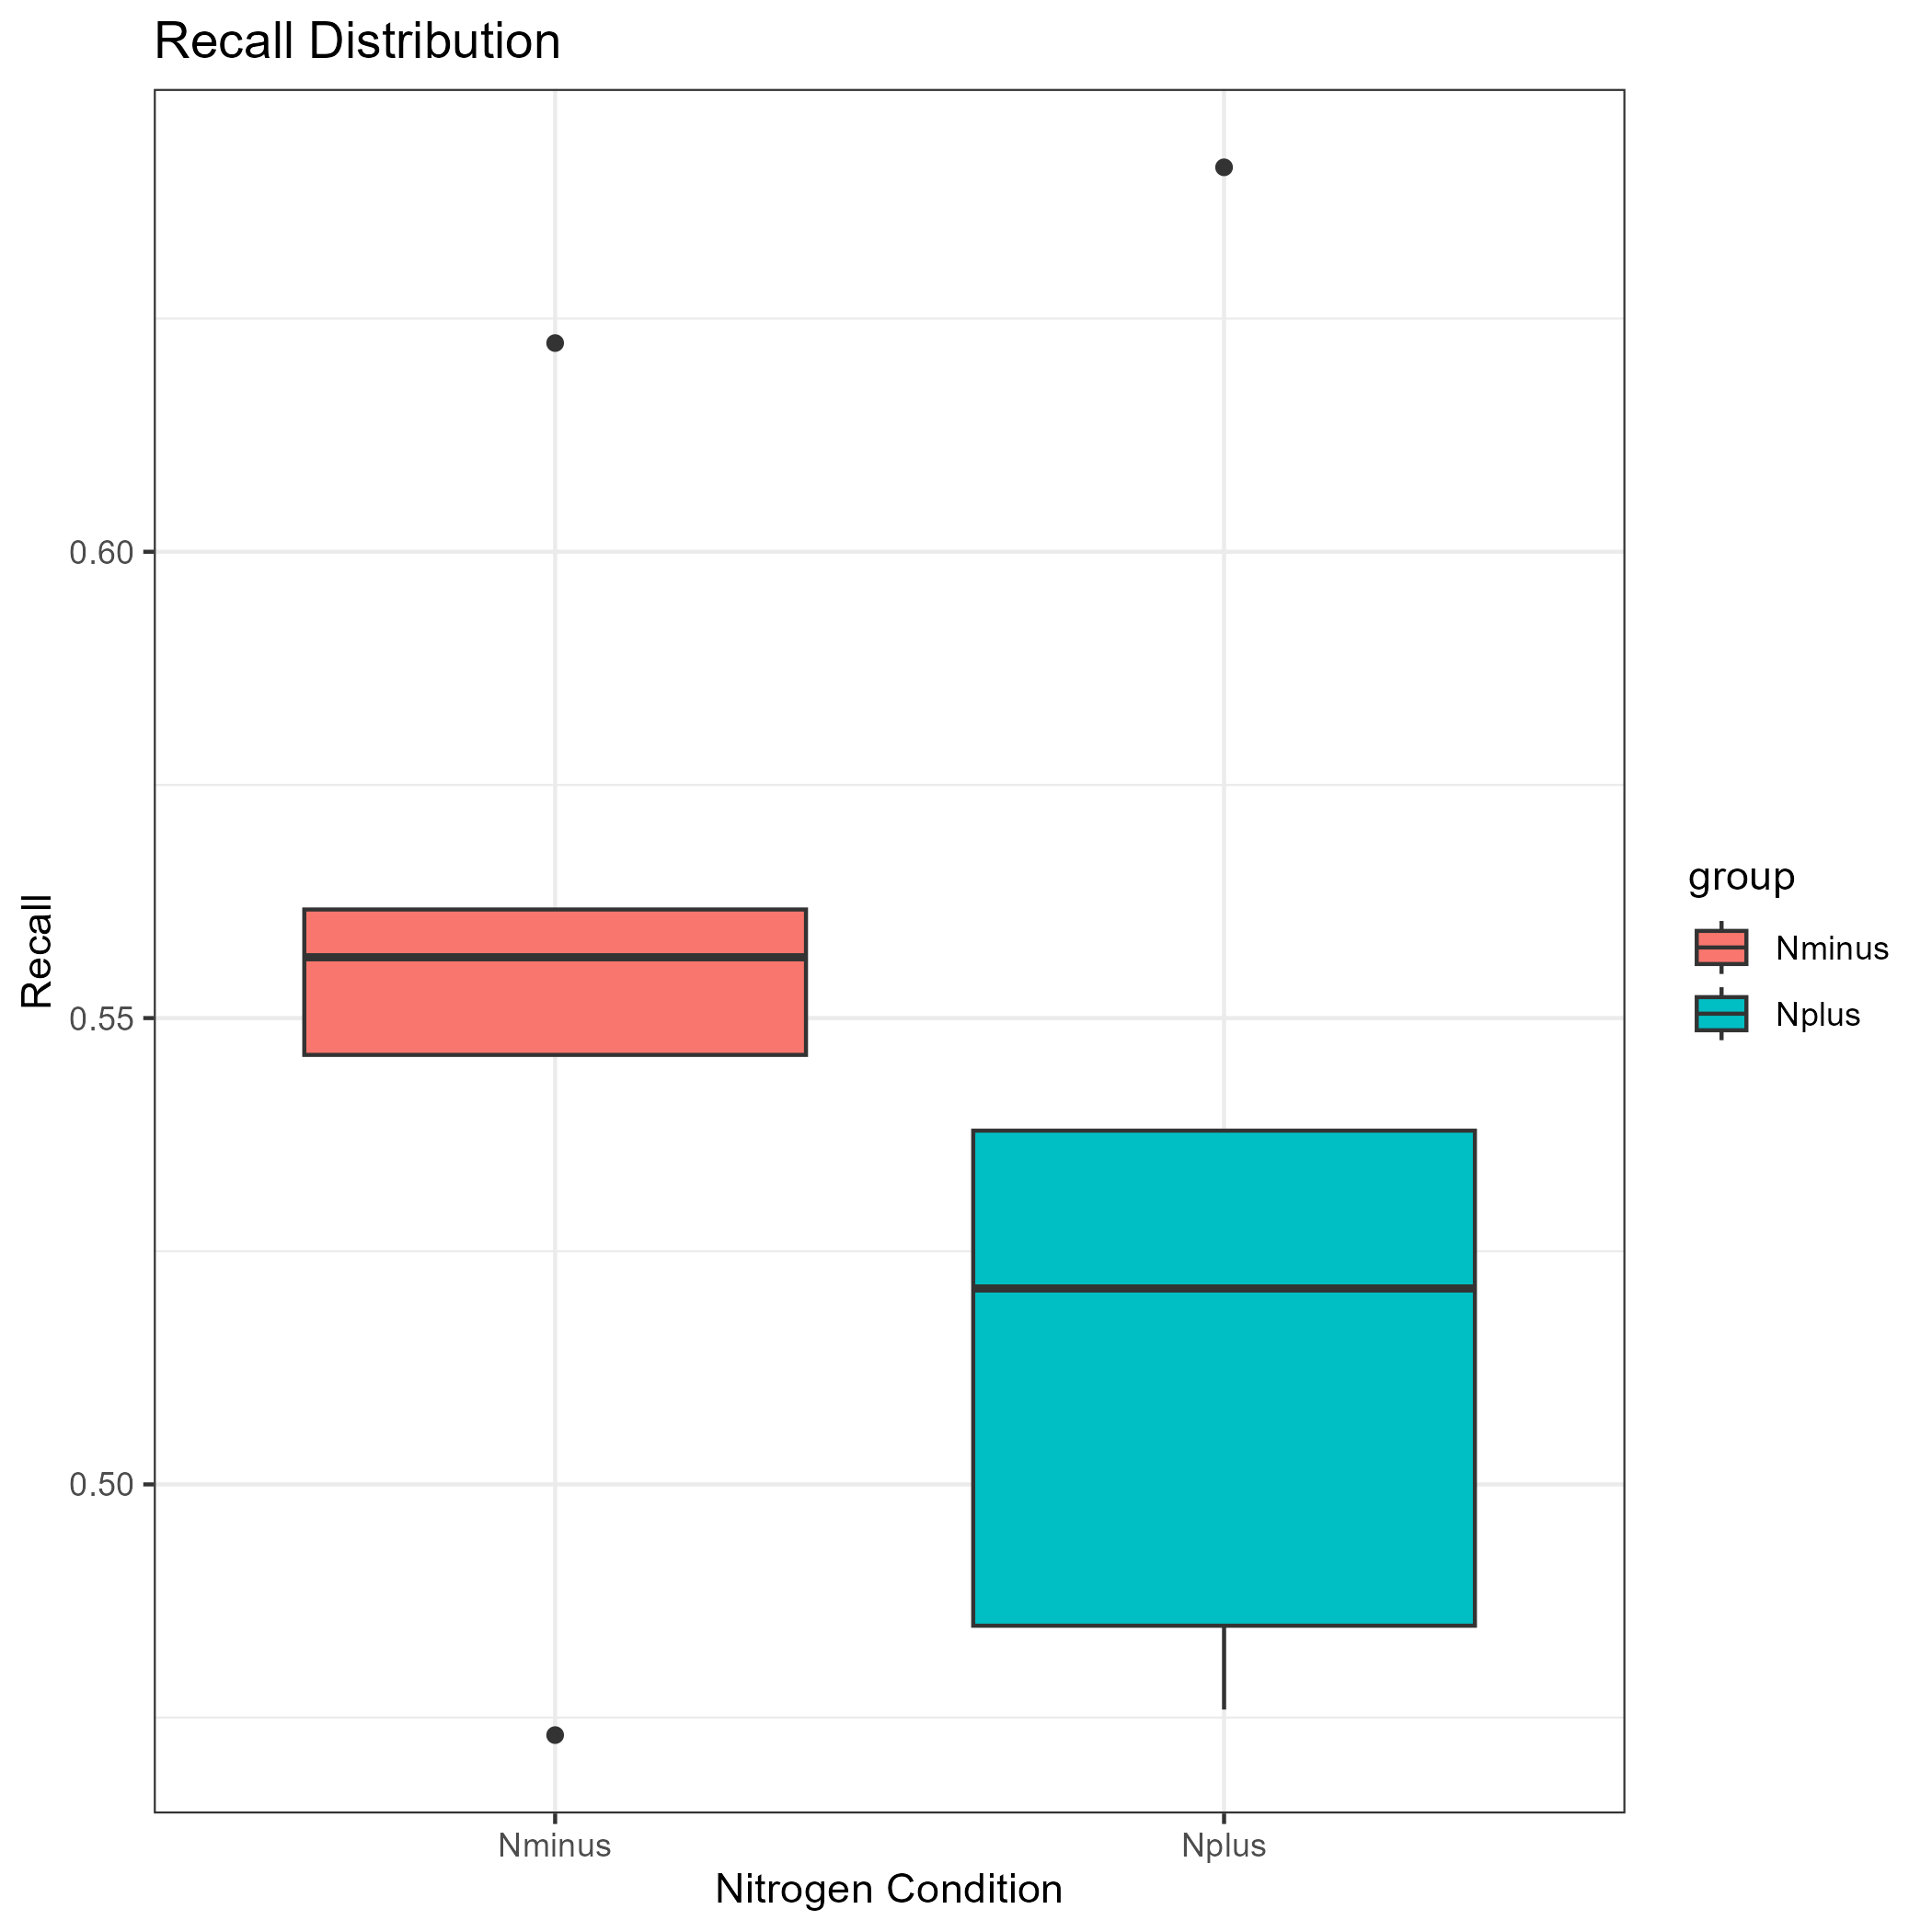 Recall Distribution
Recall
0.60
0.55
0.50
Nminus
Nplus
Nitrogen Condition
group
Nminus
Nplus